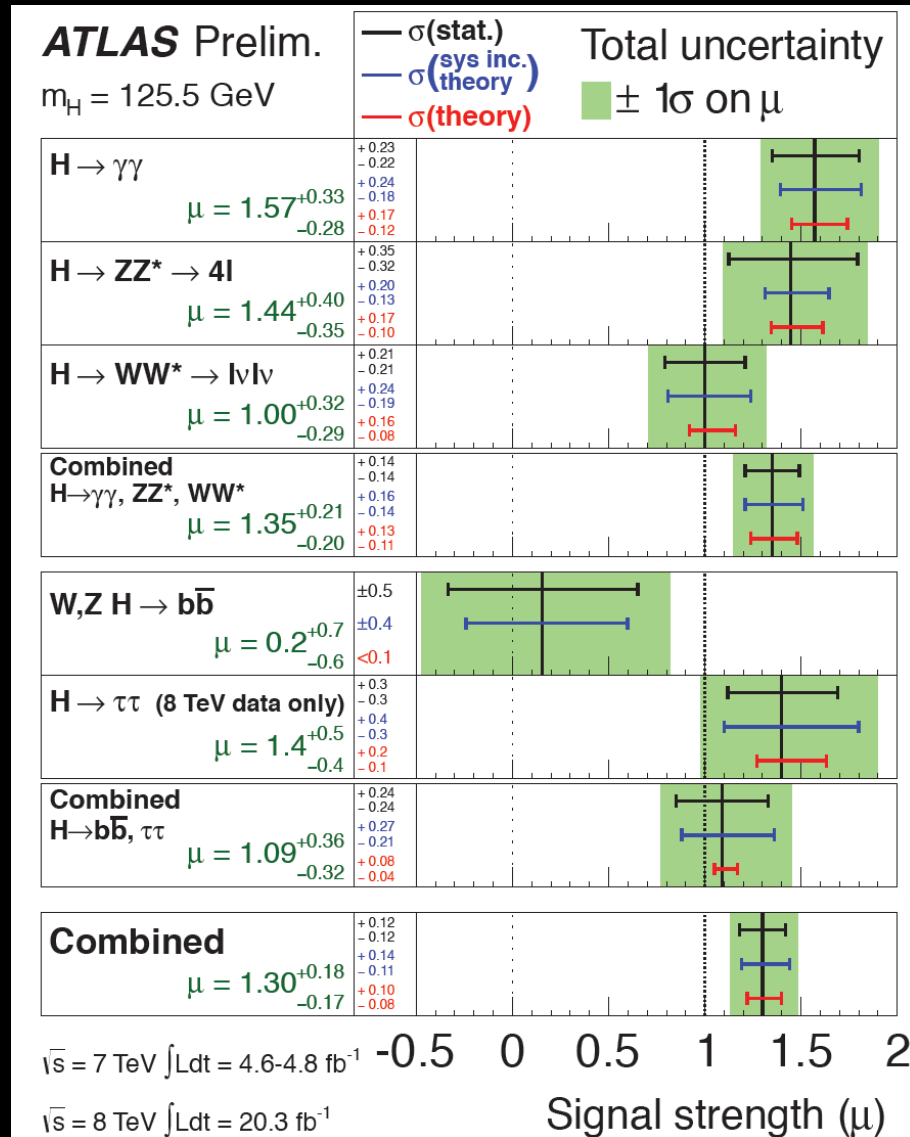 ATLAS Prelim.
m_H = 125.5 GeV
σ(stat.)
σ(sys inc. theory)
σ(theory)
Total uncertainty
± 1σ on μ
H → γγ
μ = 1.57 +0.33 −0.28
+ 0.23
− 0.22
+ 0.24
− 0.18
+ 0.17
− 0.12
H → ZZ* → 4l
μ = 1.44 +0.40 −0.35
+ 0.35
− 0.32
+ 0.20
− 0.13
+ 0.17
− 0.10
H → WW* → lνlν
μ = 1.00 +0.32 −0.29
+ 0.21
− 0.21
+ 0.24
− 0.19
+ 0.16
− 0.08
Combined
H→γγ, ZZ*, WW*
μ = 1.35 +0.21 −0.20
+ 0.14
− 0.14
+ 0.16
− 0.14
+ 0.13
− 0.11
W,Z H → bb̅
μ = 0.2 +0.7 −0.6
±0.5
±0.4
<0.1
H → ττ (8 TeV data only)
μ = 1.4 +0.5 −0.4
+ 0.3
− 0.3
+ 0.4
− 0.3
+ 0.2
− 0.1
Combined
H→bb̅, ττ
μ = 1.09 +0.36 −0.32
+ 0.24
− 0.24
+ 0.27
− 0.21
+ 0.08
− 0.04
Combined
μ = 1.30 +0.18 −0.17
+ 0.12
− 0.12
+ 0.14
− 0.11
+ 0.10
− 0.08
√s = 7 TeV ∫Ldt = 4.6-4.8 fb⁻¹
√s = 8 TeV ∫Ldt = 20.3 fb⁻¹
-0.5 0 0.5 1 1.5 2
Signal strength (μ)